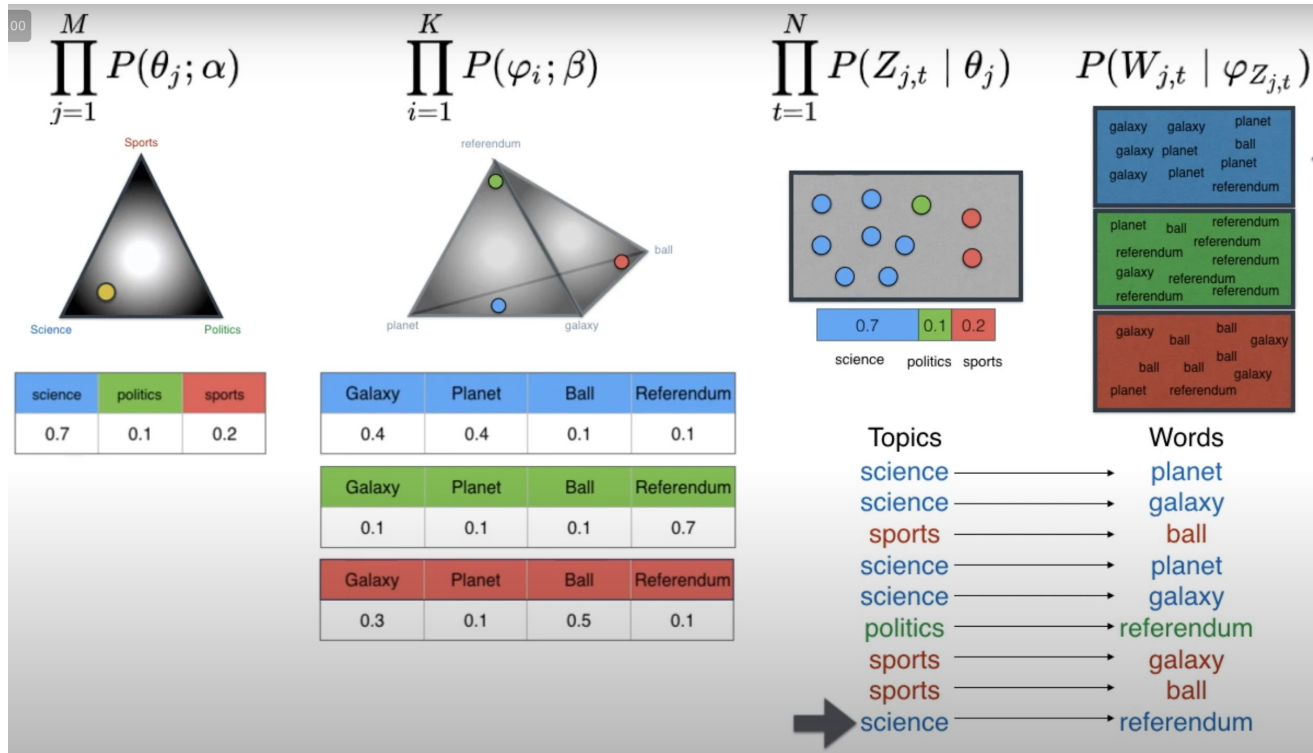 00
M K N
∏ P(θj; α) ∏ P(φi; β) ∏ P(Zj,t | θj) P(Wj,t | φZj,t)
j=1 i=1 t=1
Sports
Science Politics
science politics sports
0.7 0.1 0.2
referendum
ball
planet galaxy
Galaxy Planet Ball Referendum
0.4 0.4 0.1 0.1
Galaxy Planet Ball Referendum
0.1 0.1 0.1 0.7
Galaxy Planet Ball Referendum
0.3 0.1 0.5 0.1
0.7 0.1 0.2
science politics sports
galaxy galaxy planet
galaxy planet ball
planet
galaxy planet
referendum
planet ball referendum
referendum
referendum
referendum
galaxy referendum
referendum referendum
galaxy ball
ball galaxy
ball
ball ball
galaxy
planet referendum
Topics Words
science planet
science galaxy
sports ball
science planet
science galaxy
politics referendum
sports galaxy
sports ball
science referendum